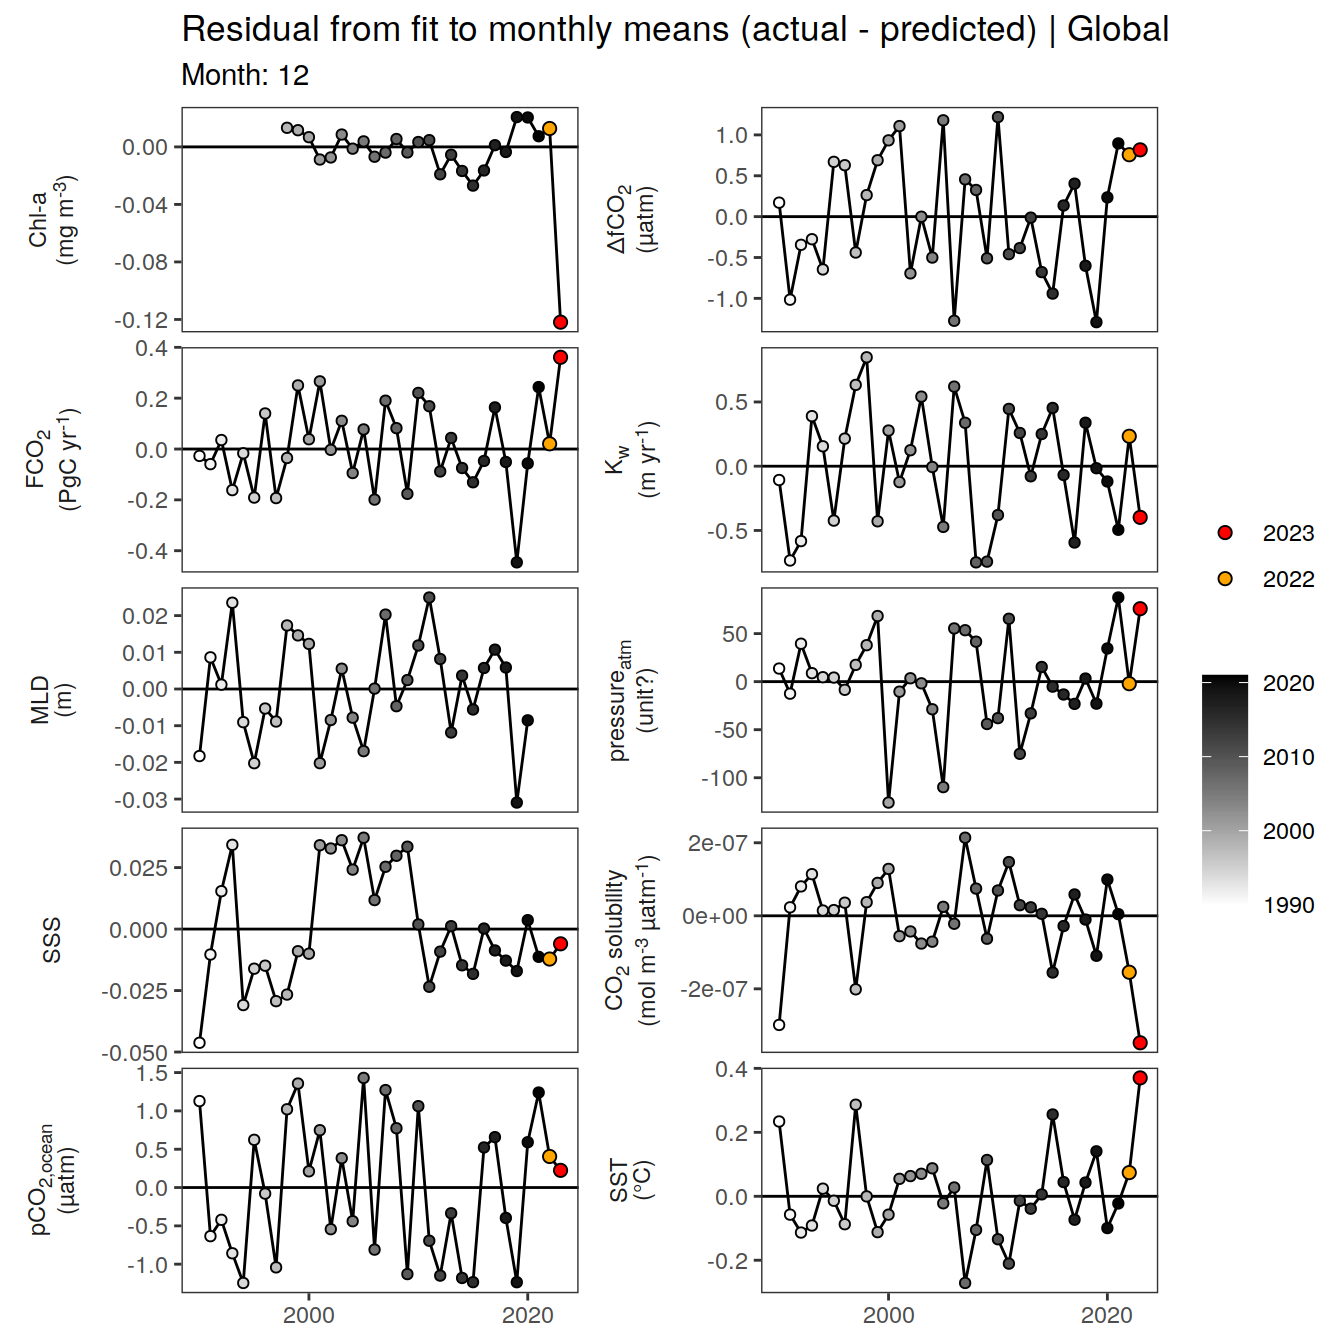 Residual from fit to monthly means (actual - predicted) | Global
Month: 12
Chl-a
(mg m-3)
0.00
-0.04
-0.08
-0.12
ΔfCO2
(µatm)
1.0
0.5
0.0
-0.5
-1.0
FCO2
(PgC yr-1)
0.4
0.2
0.0
-0.2
-0.4
Kw
(m yr-1)
0.5
0.0
-0.5
MLD
(m)
0.02
0.01
0.00
-0.01
-0.02
-0.03
pressureatm
(unit?)
50
0
-50
-100
SSS
0.025
0.000
-0.025
-0.050
CO2 solubility
(mol m-3 µatm-1)
2e-07
0e+00
-2e-07
pCO2,ocean
(µatm)
1.5
1.0
0.5
0.0
-0.5
-1.0
2000
2020
SST
(°C)
0.4
0.2
0.0
-0.2
2000
2020
2023
2022
2020
2010
2000
1990